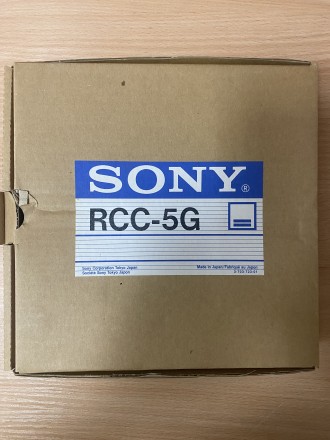 SONY®
RCC-5G
Sony Corporation Tokyo Japan
Made in Japan/Fabriqué au Japon